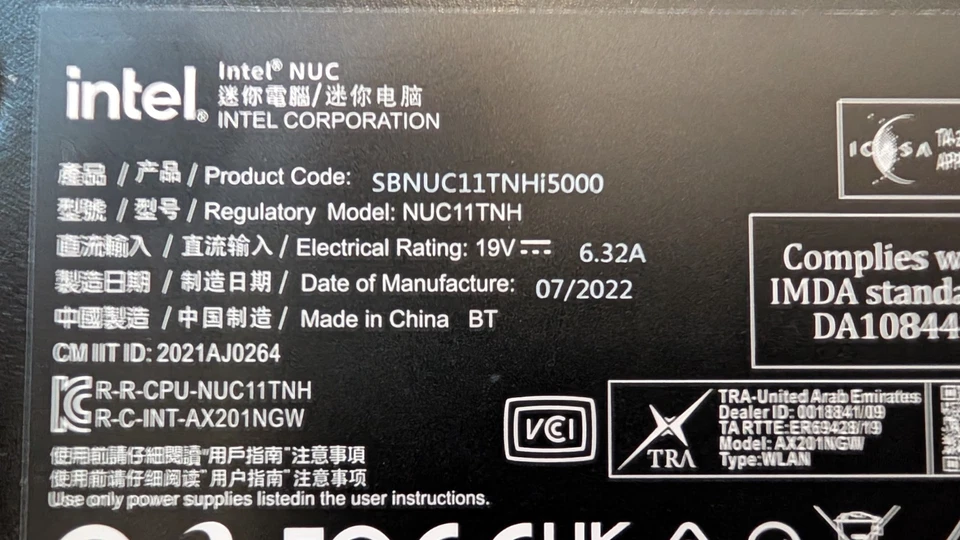 intel®
Intel® NUC
迷你電腦/迷你电脑
INTEL CORPORATION
產品 / 产品 / Product Code: SBNUC11TNHi5000
型號 / 型号 / Regulatory Model: NUC11TNH
直流輸入 / 直流输入 / Electrical Rating: 19V⎓ 6.32A
製造日期 / 制造日期 / Date of Manufacture: 07/2022
中國製造 / 中国制造 / Made in China BT
CMIIT ID: 2021AJ0264
R-R-CPU-NUC11TNH
R-C-INT-AX201NGW
使用前請仔細閱讀"用戶指南"注意事項
使用前请仔细阅读"用户指南"注意事项
Use only power supplies listedin the user instructions.
ICASA
Complies
IMDA
DA10844
VCI
TRA
TRA-United Arab Emirates
Dealer ID: 0018841/09
TA RTTE:ER69428/19
Model: AX201NGW
Type:WLAN